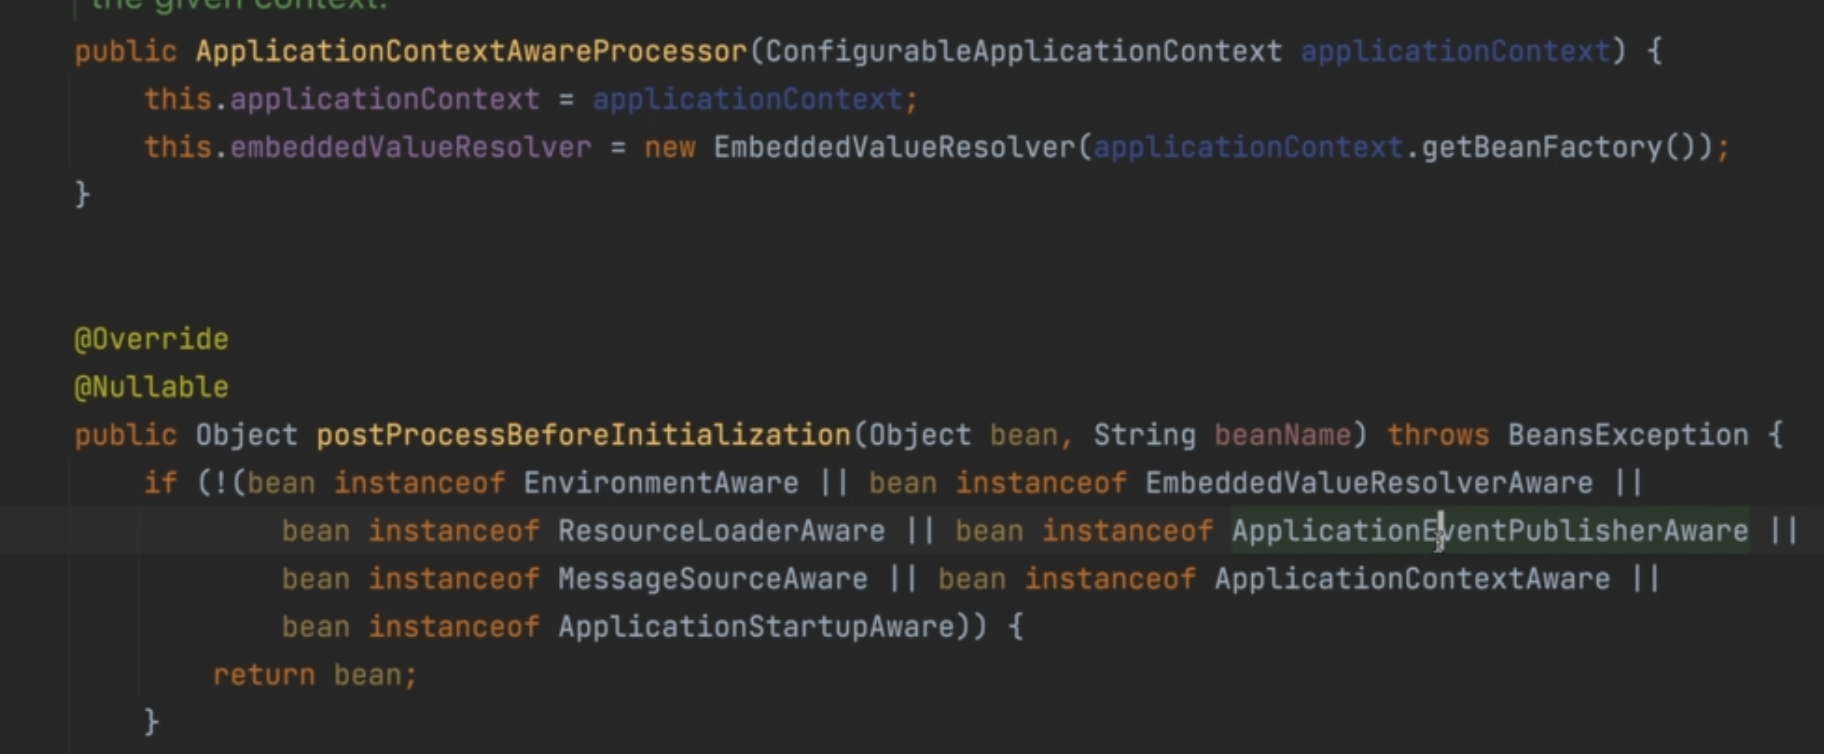 the given context.
public ApplicationContextAwareProcessor(ConfigurableApplicationContext applicationContext) {
this.applicationContext = applicationContext;
this.embeddedValueResolver = new EmbeddedValueResolver(applicationContext.getBeanFactory());
}
@Override
@Nullable
public Object postProcessBeforeInitialization(Object bean, String beanName) throws BeansException {
if (!(bean instanceof EnvironmentAware || bean instanceof EmbeddedValueResolverAware ||
bean instanceof ResourceLoaderAware || bean instanceof ApplicationEventPublisherAware ||
bean instanceof MessageSourceAware || bean instanceof ApplicationContextAware ||
bean instanceof ApplicationStartupAware)) {
return bean;
}